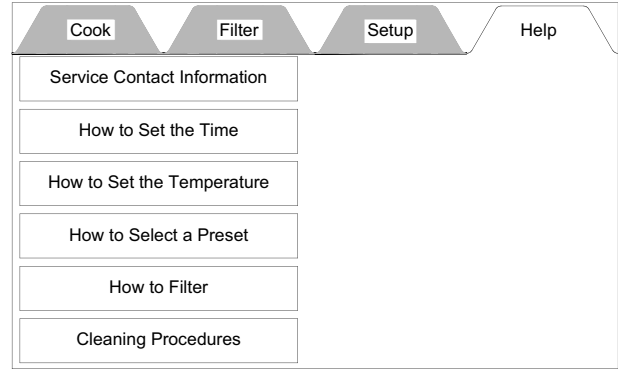 Cook
Filter
Setup
Help
Service Contact Information
How to Set the Time
How to Set the Temperature
How to Select a Preset
How to Filter
Cleaning Procedures